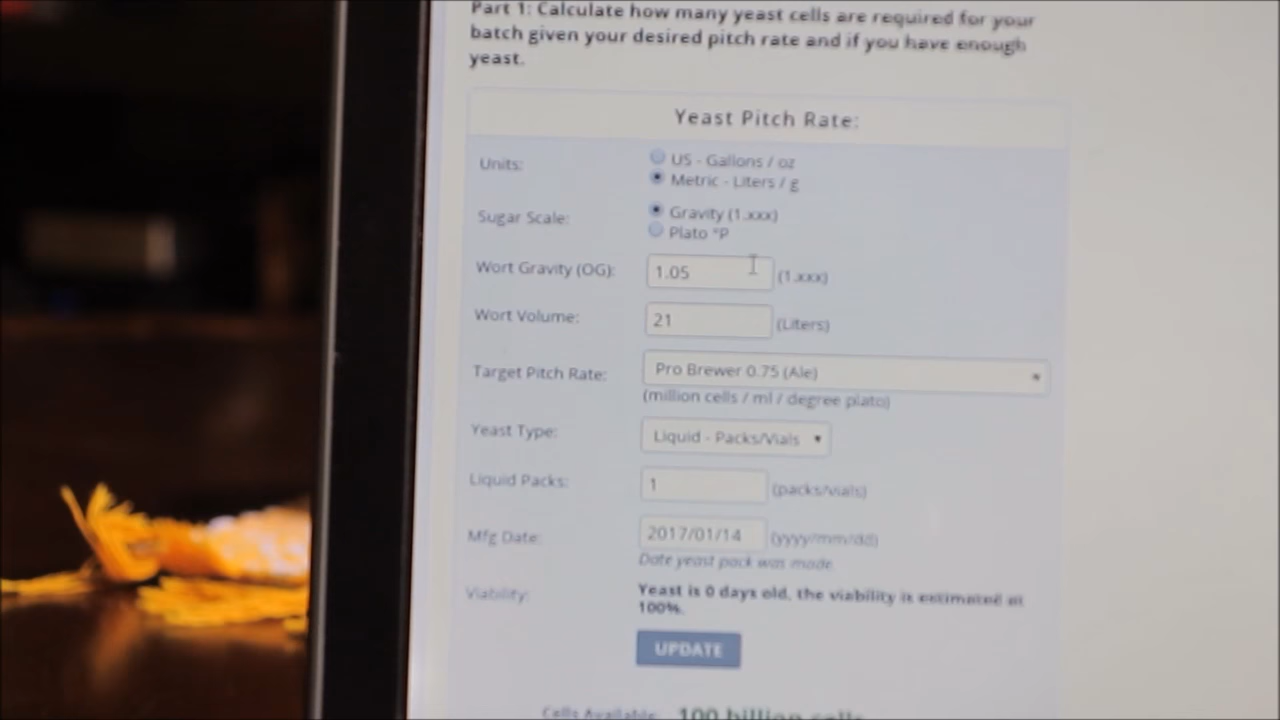 Part 1: Calculate how many yeast cells are required for your
batch given your desired pitch rate and if you have enough
yeast.
Yeast Pitch Rate:
Units:
US - Gallons / oz
Metric - Liters / g
Sugar Scale:
Gravity (1.xxx)
Plato °P
Wort Gravity (OG): 1.05 (1.xxx)
Wort Volume: 21 (Liters)
Target Pitch Rate: Pro Brewer 0.75 (Ale)
(million cells / ml / degree plato)
Yeast Type: Liquid - Packs/Vials
Liquid Packs: 1 (packs/vials)
Mfg Date: 2017/01/14 (yyyy/mm/dd)
Date yeast pack was made.
Viability: Yeast is 0 days old, the viability is estimated at
100%.
UPDATE
Cells Available: 100 billion cells